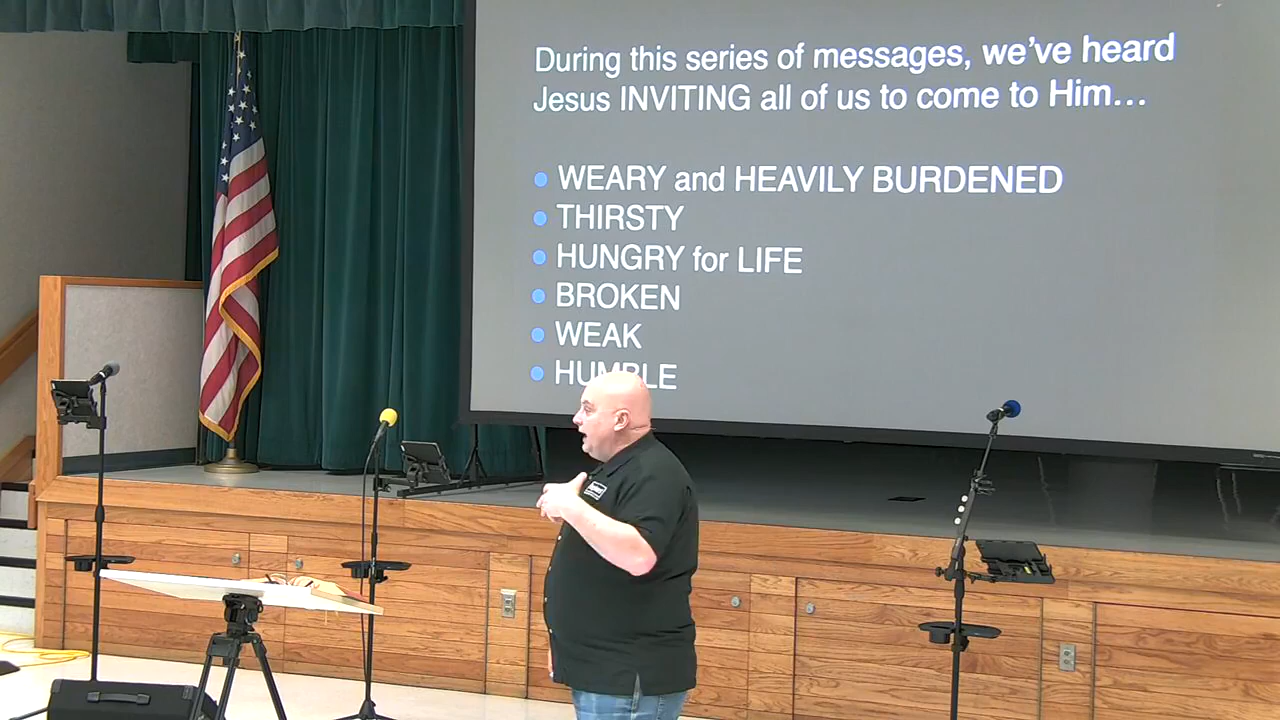 During this series of messages, we've heard
Jesus INVITING all of us to come to Him...
WEARY and HEAVILY BURDENED
THIRSTY
HUNGRY for LIFE
BROKEN
WEAK
HUMBLE